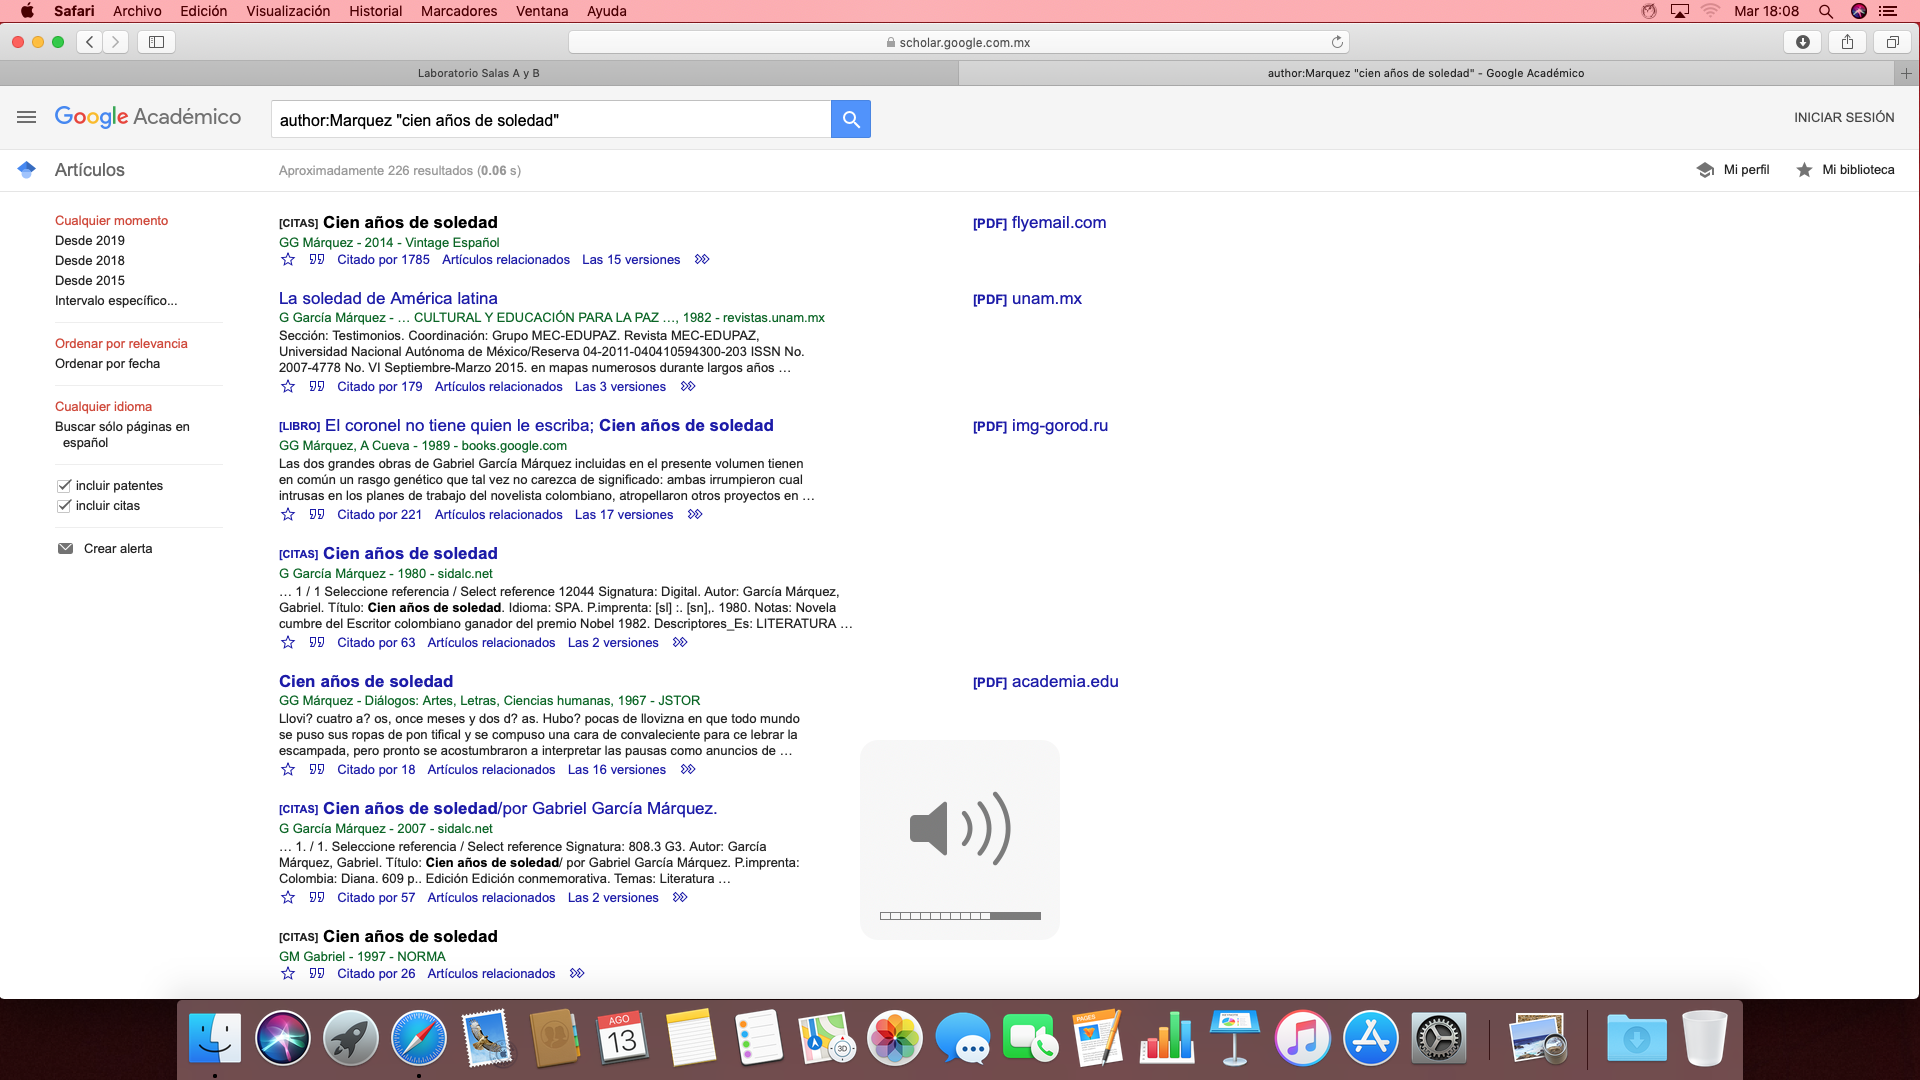 Safari Archivo Edición Visualización Historial Marcadores Ventana Ayuda Mar 18:08
scholar.google.com.mx
Laboratorio Salas A y B
author:Marquez "cien años de soledad" - Google Académico
Google Académico
author:Marquez "cien años de soledad"
INICIAR SESIÓN
Artículos
Aproximadamente 226 resultados (0.06 s)
Mi perfil
Mi biblioteca
Cualquier momento
Desde 2019
Desde 2018
Desde 2015
Intervalo específico...
Ordenar por relevancia
Ordenar por fecha
Cualquier idioma
Buscar sólo páginas en
español
incluir patentes
incluir citas
Crear alerta
[CITAS] Cien años de soledad
GG Márquez - 2014 - Vintage Español
Citado por 1785 Artículos relacionados Las 15 versiones
[PDF] flyemail.com
La soledad de América latina
G García Márquez - … CULTURAL Y EDUCACIÓN PARA LA PAZ …, 1982 - revistas.unam.mx
Sección: Testimonios. Coordinación: Grupo MEC-EDUPAZ. Revista MEC-EDUPAZ,
Universidad Nacional Autónoma de México/Reserva 04-2011-040410594300-203 ISSN No.
2007-4778 No. VI Septiembre-Marzo 2015. en mapas numerosos durante largos años …
Citado por 179 Artículos relacionados Las 3 versiones
[PDF] unam.mx
[LIBRO] El coronel no tiene quien le escriba; Cien años de soledad
GG Márquez, A Cueva - 1989 - books.google.com
Las dos grandes obras de Gabriel García Márquez incluidas en el presente volumen tienen
en común un rasgo genético que tal vez no carezca de significado: ambas irrumpieron cual
intrusas en los planes de trabajo del novelista colombiano, atropellaron otros proyectos en …
Citado por 221 Artículos relacionados Las 17 versiones
[PDF] img-gorod.ru
[CITAS] Cien años de soledad
G García Márquez - 1980 - sidalc.net
… 1 / 1 Seleccione referencia / Select reference 12044 Signatura: Digital. Autor: García Márquez,
Gabriel. Título: Cien años de soledad. Idioma: SPA. P.imprenta: [sl] :. [sn],. 1980. Notas: Novela
cumbre del Escritor colombiano ganador del premio Nobel 1982. Descriptores_Es: LITERATURA …
Citado por 63 Artículos relacionados Las 2 versiones
Cien años de soledad
GG Márquez - Diálogos: Artes, Letras, Ciencias humanas, 1967 - JSTOR
Llovi? cuatro a? os, once meses y dos d? as. Hubo? pocas de llovizna en que todo mundo
se puso sus ropas de pon tifical y se compuso una cara de convaleciente para ce lebrar la
escampada, pero pronto se acostumbraron a interpretar las pausas como anuncios de …
Citado por 18 Artículos relacionados Las 16 versiones
[PDF] academia.edu
[CITAS] Cien años de soledad/por Gabriel García Márquez.
G García Márquez - 2007 - sidalc.net
… 1. / 1. Seleccione referencia / Select reference Signatura: 808.3 G3. Autor: García
Márquez, Gabriel. Título: Cien años de soledad/ por Gabriel García Márquez. P.imprenta:
Colombia: Diana. 609 p.. Edición Edición conmemorativa. Temas: Literatura …
Citado por 57 Artículos relacionados Las 2 versiones
[CITAS] Cien años de soledad
GM Gabriel - 1997 - NORMA
Citado por 26 Artículos relacionados
AGO
13
3D
PAGES